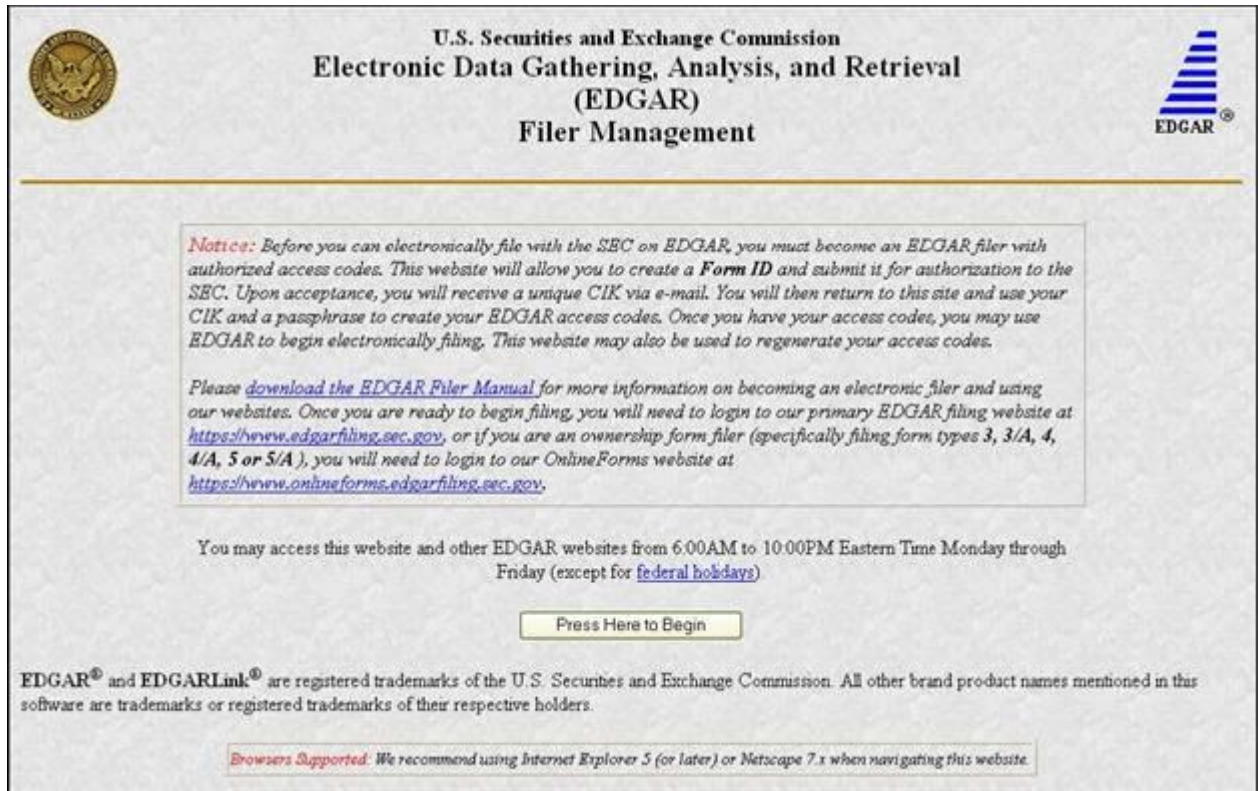 U.S. Securities and Exchange Commission
Electronic Data Gathering, Analysis, and Retrieval
(EDGAR)
Filer Management
EDGAR ®
Notice: Before you can electronically file with the SEC on EDGAR, you must become an EDGAR filer with
authorized access codes. This website will allow you to create a Form ID and submit it for authorization to the
SEC. Upon acceptance, you will receive a unique CIK via e-mail. You will then return to this site and use your
CIK and a passphrase to create your EDGAR access codes. Once you have your access codes, you may use
EDGAR to begin electronically filing. This website may also be used to regenerate your access codes.
Please download the EDGAR Filer Manual for more information on becoming an electronic filer and using
our websites. Once you are ready to begin filing, you will need to login to our primary EDGAR filing website at
https://www.edgarfiling.sec.gov, or if you are an ownership form filer (specifically filing form types 3, 3/A, 4,
4/A, 5 or 5/A ), you will need to login to our OnlineForms website at
https://www.onlineforms.edgarfiling.sec.gov.
You may access this website and other EDGAR websites from 6:00AM to 10:00PM Eastern Time Monday through
Friday (except for federal holidays)
Press Here to Begin
EDGAR® and EDGARLink® are registered trademarks of the U.S. Securities and Exchange Commission. All other brand product names mentioned in this
software are trademarks or registered trademarks of their respective holders.
Browsers Supported: We recommend using Internet Explorer 5 (or later) or Netscape 7.x when navigating this website.